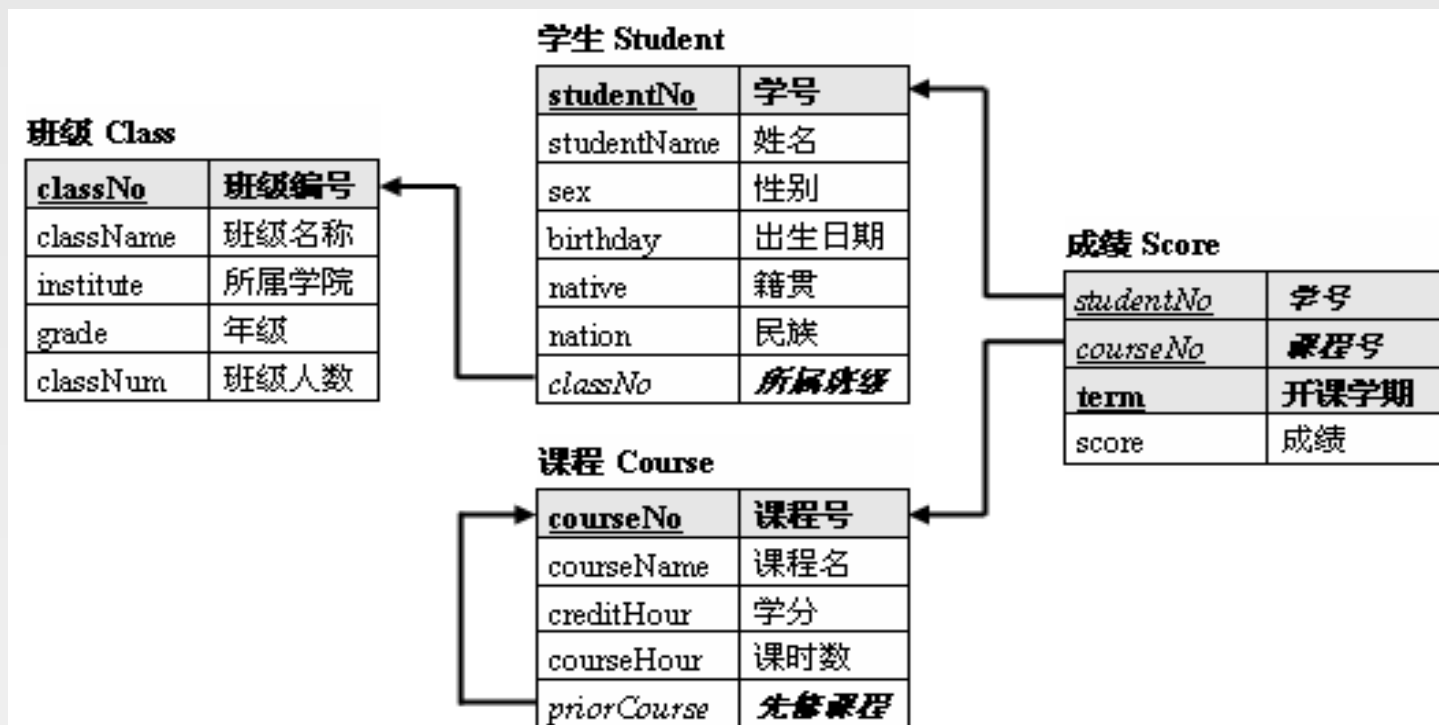 班级 Class
classNo 班级编号
className 班级名称
institute 所属学院
grade 年级
classNum 班级人数
学生 Student
studentNo 学号
studentName 姓名
sex 性别
birthday 出生日期
native 籍贯
nation 民族
classNo 所属班级
课程 Course
courseNo 课程号
courseName 课程名
creditHour 学分
courseHour 课时数
priorCourse 先修课程
成绩 Score
studentNo 学号
courseNo 课程号
term 开课学期
score 成绩